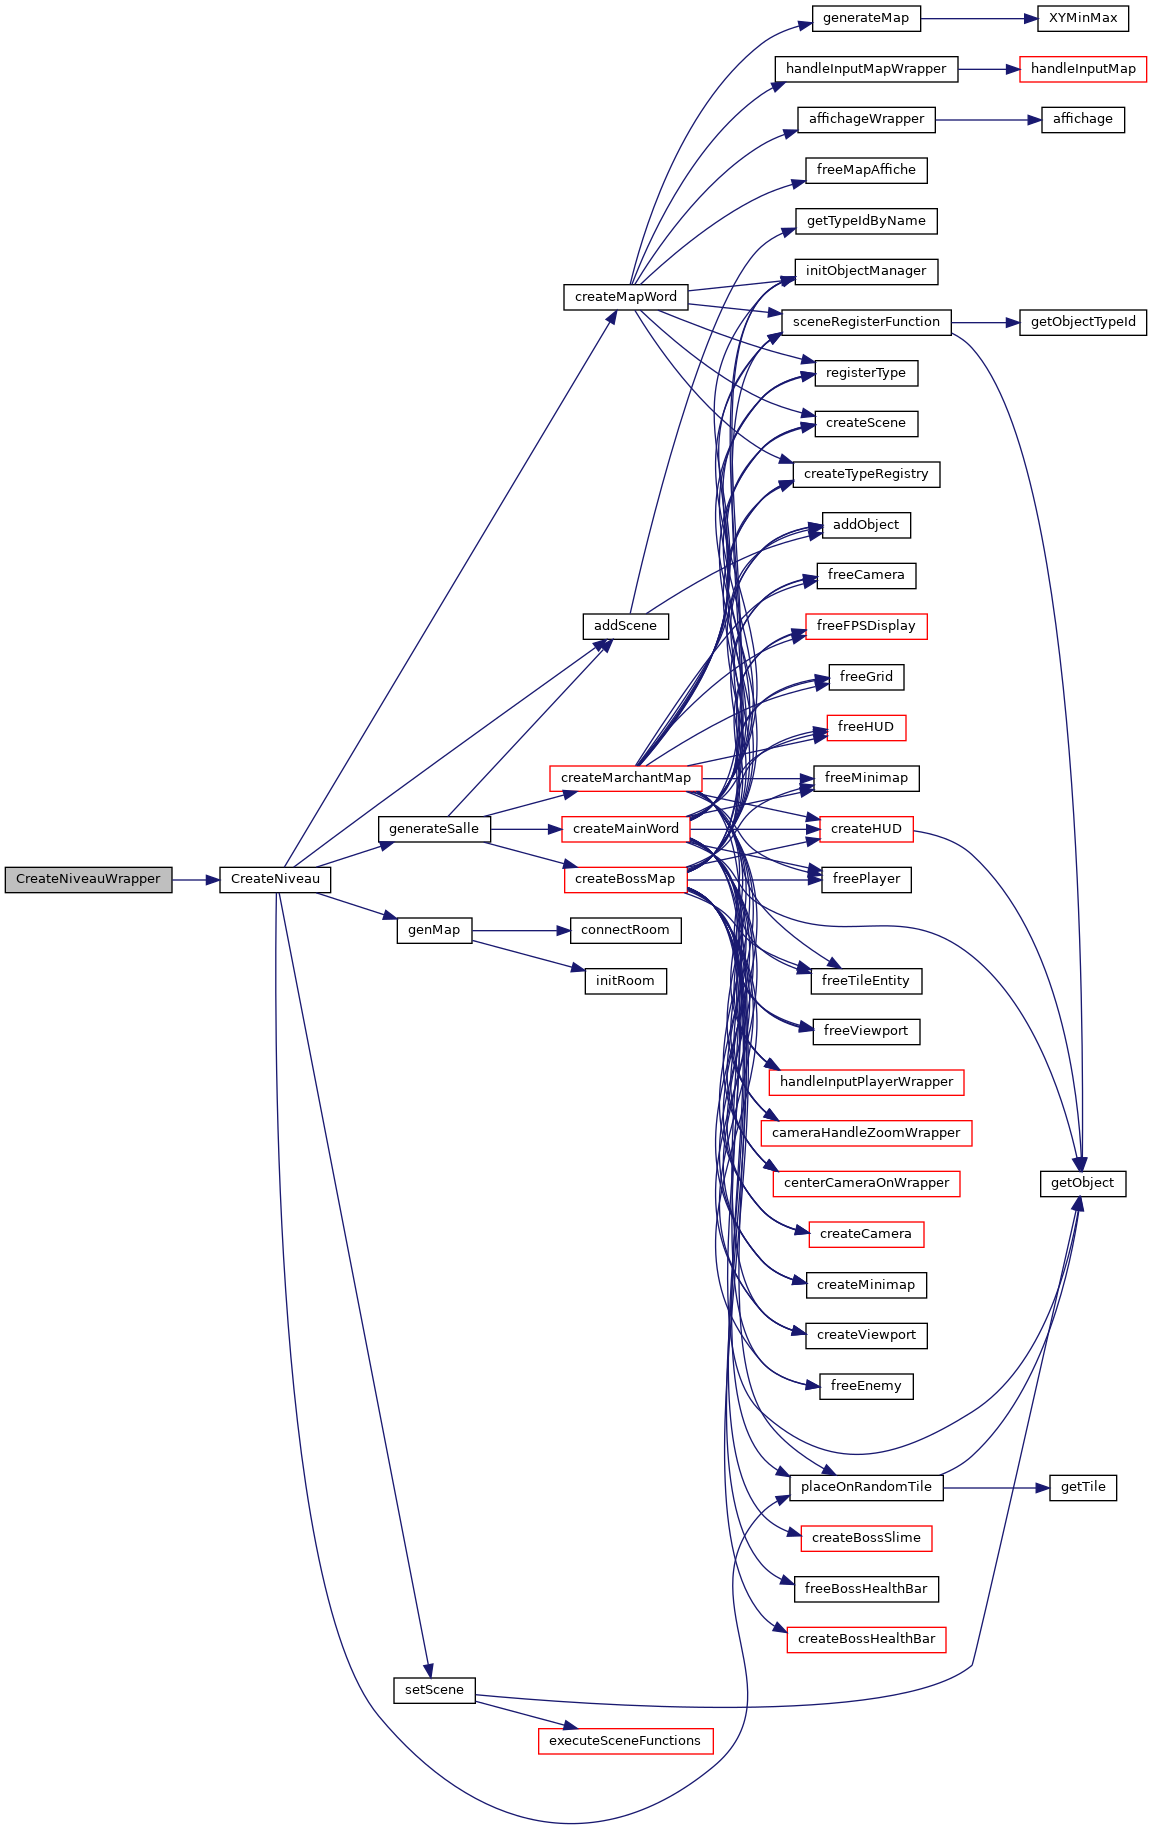 generateMap
XYMinMax
handleInputMapWrapper
handleInputMap
affichageWrapper
affichage
freeMapAffiche
getTypeIdByName
initObjectManager
createMapWord
sceneRegisterFunction
getObjectTypeId
registerType
createScene
createTypeRegistry
addObject
freeCamera
addScene
freeFPSDisplay
freeGrid
freeHUD
createMarchantMap
freeMinimap
generateSalle
createMainWord
createHUD
CreateNiveauWrapper
CreateNiveau
createBossMap
freePlayer
genMap
connectRoom
initRoom
freeTileEntity
freeViewport
handleInputPlayerWrapper
cameraHandleZoomWrapper
centerCameraOnWrapper
getObject
createCamera
createMinimap
createViewport
freeEnemy
placeOnRandomTile
getTile
createBossSlime
freeBossHealthBar
createBossHealthBar
setScene
executeSceneFunctions